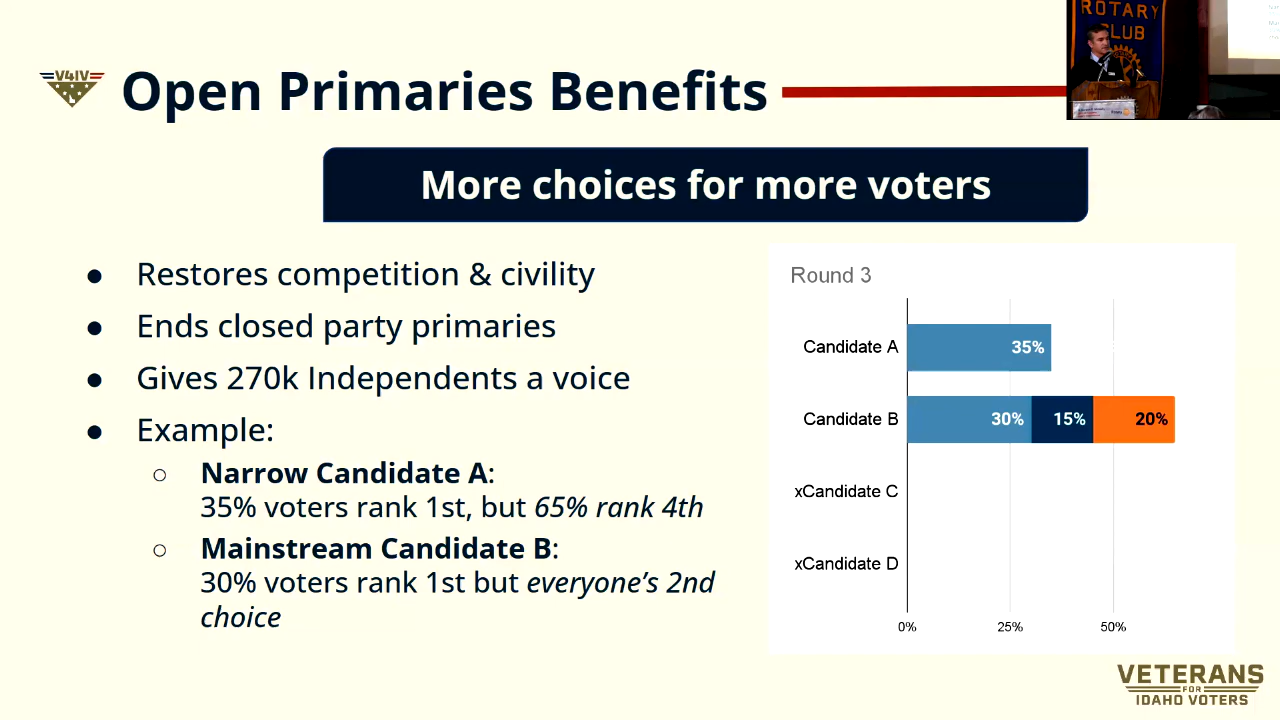 ROTARY
CLUB
V4IV
Open Primaries Benefits
More choices for more voters
● Restores competition & civility
● Ends closed party primaries
● Gives 270k Independents a voice
● Example:
○ Narrow Candidate A:
35% voters rank 1st, but 65% rank 4th
○ Mainstream Candidate B:
30% voters rank 1st but everyone's 2nd
choice
Round 3
Candidate A 35%
Candidate B 30% 15% 20%
xCandidate C
xCandidate D
0% 25% 50%
VETERANS
FOR
IDAHO VOTERS